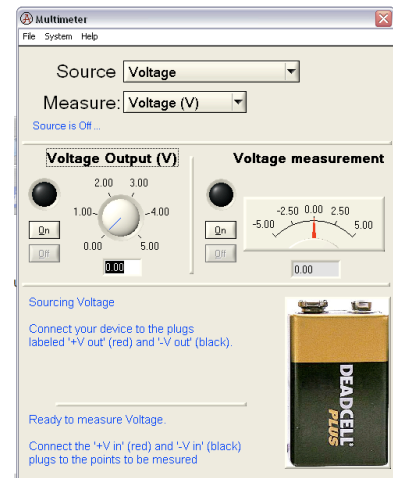 Multimeter
File System Help
Source Voltage
Measure: Voltage (V)
Source is Off ...
Voltage Output (V) Voltage measurement
2.00 3.00
1.00 4.00
0.00 5.00
On
Off
0.00
-2.50 0.00 2.50
-5.00 5.00
On
Off
0.00
Sourcing Voltage
Connect your device to the plugs
labeled '+V out' (red) and '-V out' (black).
DEADCELL
PLUS
Ready to measure Voltage.
Connect the '+V in' (red) and '-V in' (black)
plugs to the points to be mesured